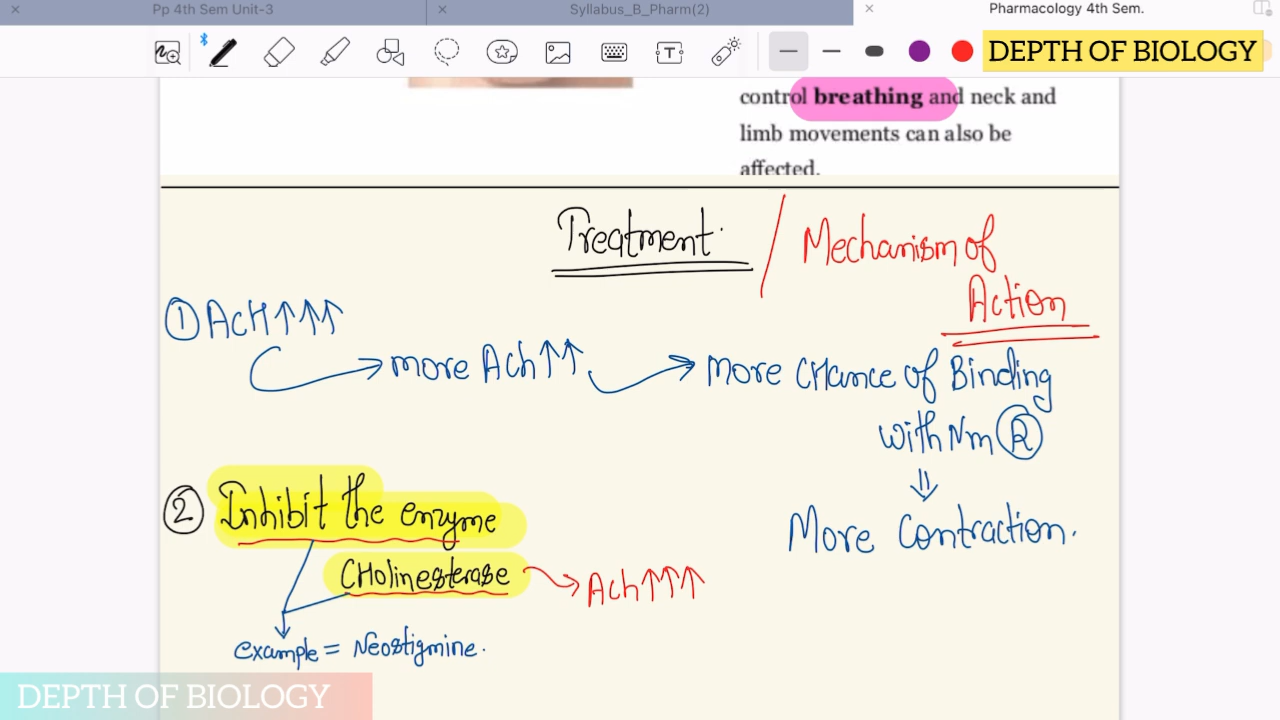 Pp 4th Sem Unit-3
Syllabus_B_Pharm(2)
Pharmacology 4th Sem.
DEPTH OF BIOLOGY
control breathing and neck and
limb movements can also be
affected.
Treatment. / Mechanism of
Action
① AcH↑↑↑
more Ach↑↑
More CHance of Binding
with Nm Ⓡ
⇓
More Contraction.
② Inhibit the enzyme
CHolinesterase → Ach↑↑↑
example = Neostigmine.
DEPTH OF BIOLOGY